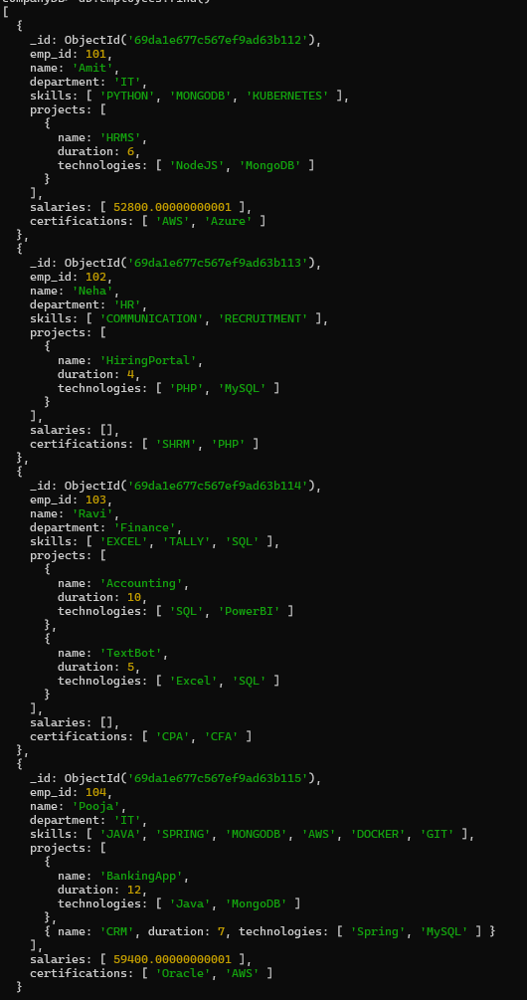 companyDB> db.employees.find()
[
  {
    _id: ObjectId('69da1e677c567ef9ad63b112'),
    emp_id: 101,
    name: 'Amit',
    department: 'IT',
    skills: [ 'PYTHON', 'MONGODB', 'KUBERNETES' ],
    projects: [
      {
        name: 'HRMS',
        duration: 6,
        technologies: [ 'NodeJS', 'MongoDB' ]
      }
    ],
    salaries: [ 52800.00000000001 ],
    certifications: [ 'AWS', 'Azure' ]
  },
  {
    _id: ObjectId('69da1e677c567ef9ad63b113'),
    emp_id: 102,
    name: 'Neha',
    department: 'HR',
    skills: [ 'COMMUNICATION', 'RECRUITMENT' ],
    projects: [
      {
        name: 'HiringPortal',
        duration: 4,
        technologies: [ 'PHP', 'MySQL' ]
      }
    ],
    salaries: [],
    certifications: [ 'SHRM', 'PHP' ]
  },
  {
    _id: ObjectId('69da1e677c567ef9ad63b114'),
    emp_id: 103,
    name: 'Ravi',
    department: 'Finance',
    skills: [ 'EXCEL', 'TALLY', 'SQL' ],
    projects: [
      {
        name: 'Accounting',
        duration: 10,
        technologies: [ 'SQL', 'PowerBI' ]
      },
      {
        name: 'TextBot',
        duration: 5,
        technologies: [ 'Excel', 'SQL' ]
      }
    ],
    salaries: [],
    certifications: [ 'CPA', 'CFA' ]
  },
  {
    _id: ObjectId('69da1e677c567ef9ad63b115'),
    emp_id: 104,
    name: 'Pooja',
    department: 'IT',
    skills: [ 'JAVA', 'SPRING', 'MONGODB', 'AWS', 'DOCKER', 'GIT' ],
    projects: [
      {
        name: 'BankingApp',
        duration: 12,
        technologies: [ 'Java', 'MongoDB' ]
      },
      { name: 'CRM', duration: 7, technologies: [ 'Spring', 'MySQL' ] }
    ],
    salaries: [ 59400.00000000001 ],
    certifications: [ 'Oracle', 'AWS' ]
  }